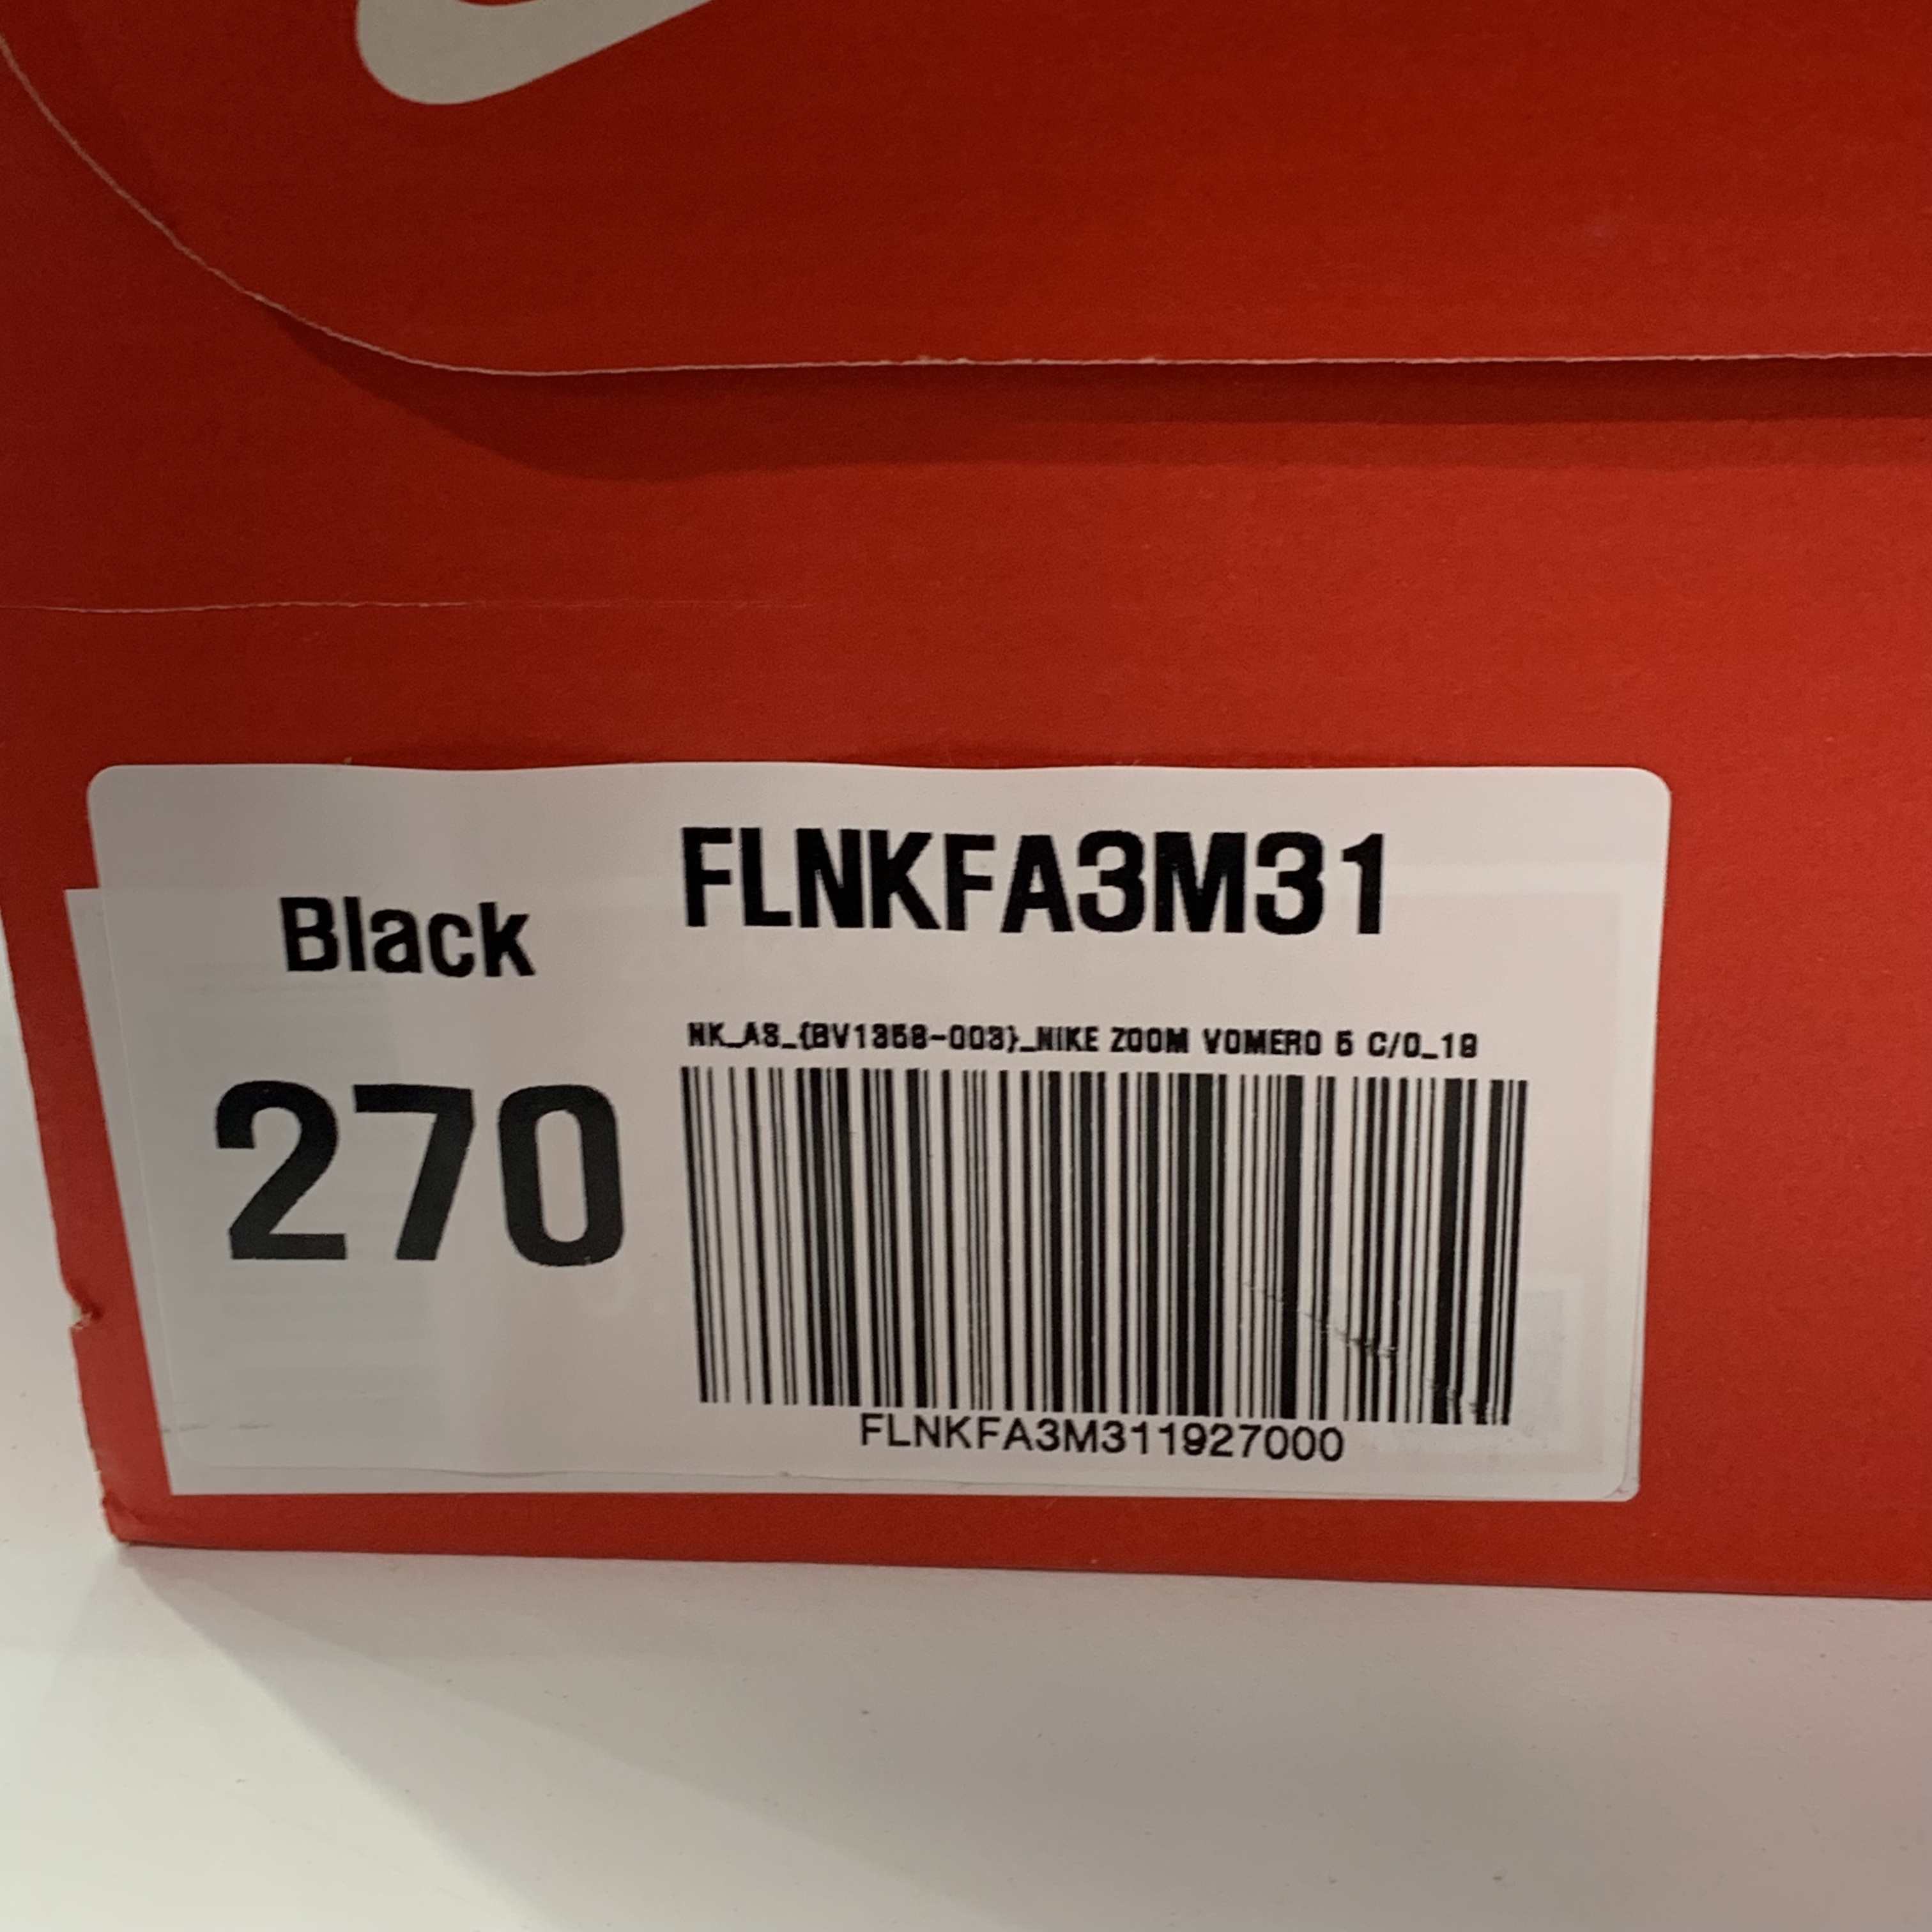 Black
FLNKFA3M31
NK_AS_{BV1358-003}_NIKE ZOOM VOMERO 5 C/O_19
270
FLNKFA3M311927000